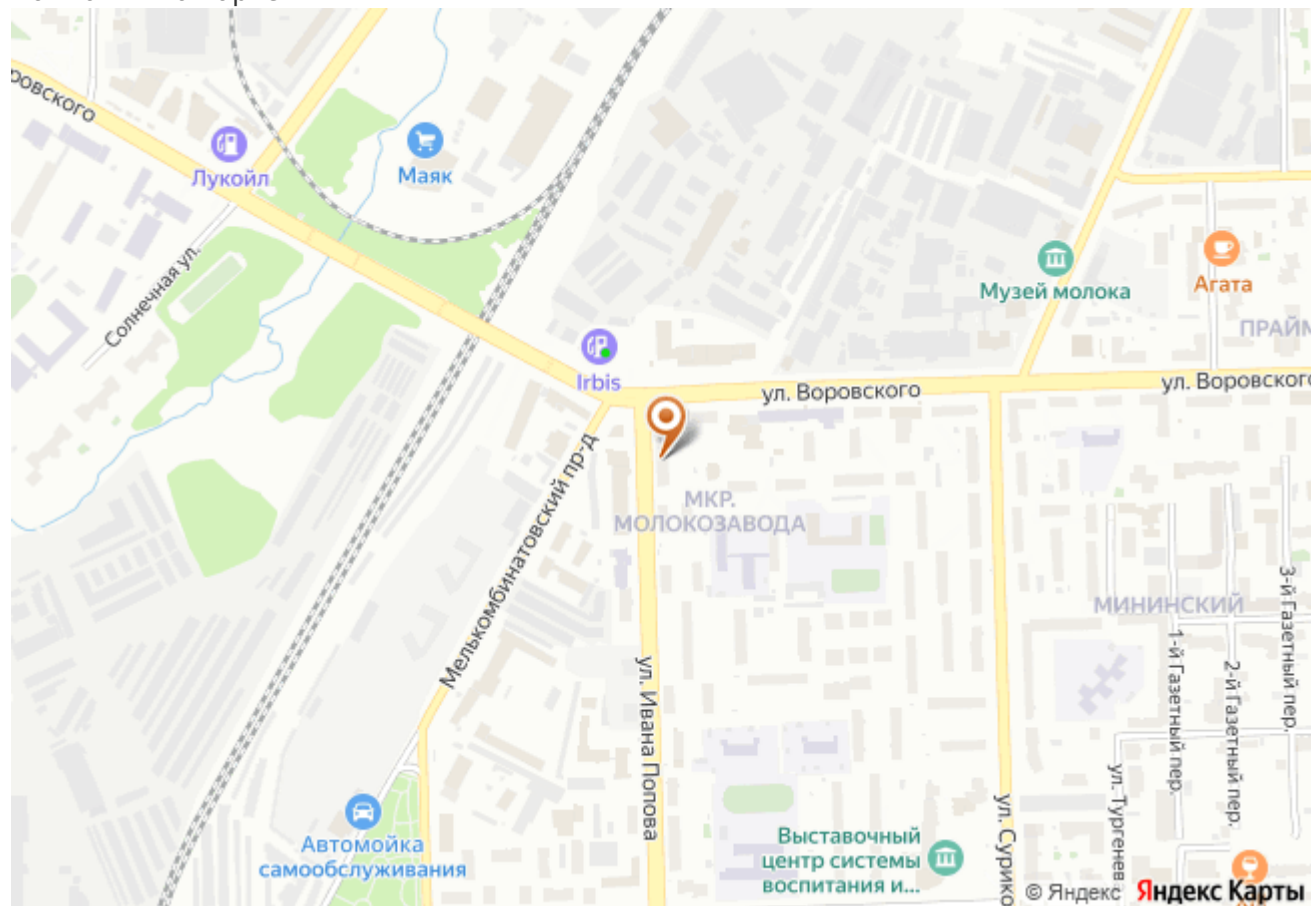 ровского
Лукойл
Маяк
Солнечная ул.
Музей молока
Агата
ПРАЙМ
Irbis
ул. Воровского
ул. Воровского
Мелькомбинатовский пр-д
МКР.
МОЛОКОЗАВОДА
МИНИНСКИЙ
3-й Газетный пер.
1-й Газетный пер.
2-й Газетный пер.
ул. Ивана Попова
ул. Тургенев
ул. Сурико
Автомойка
самообслуживания
Выставочный
центр системы
воспитания и...
© Яндекс Яндекс Карты